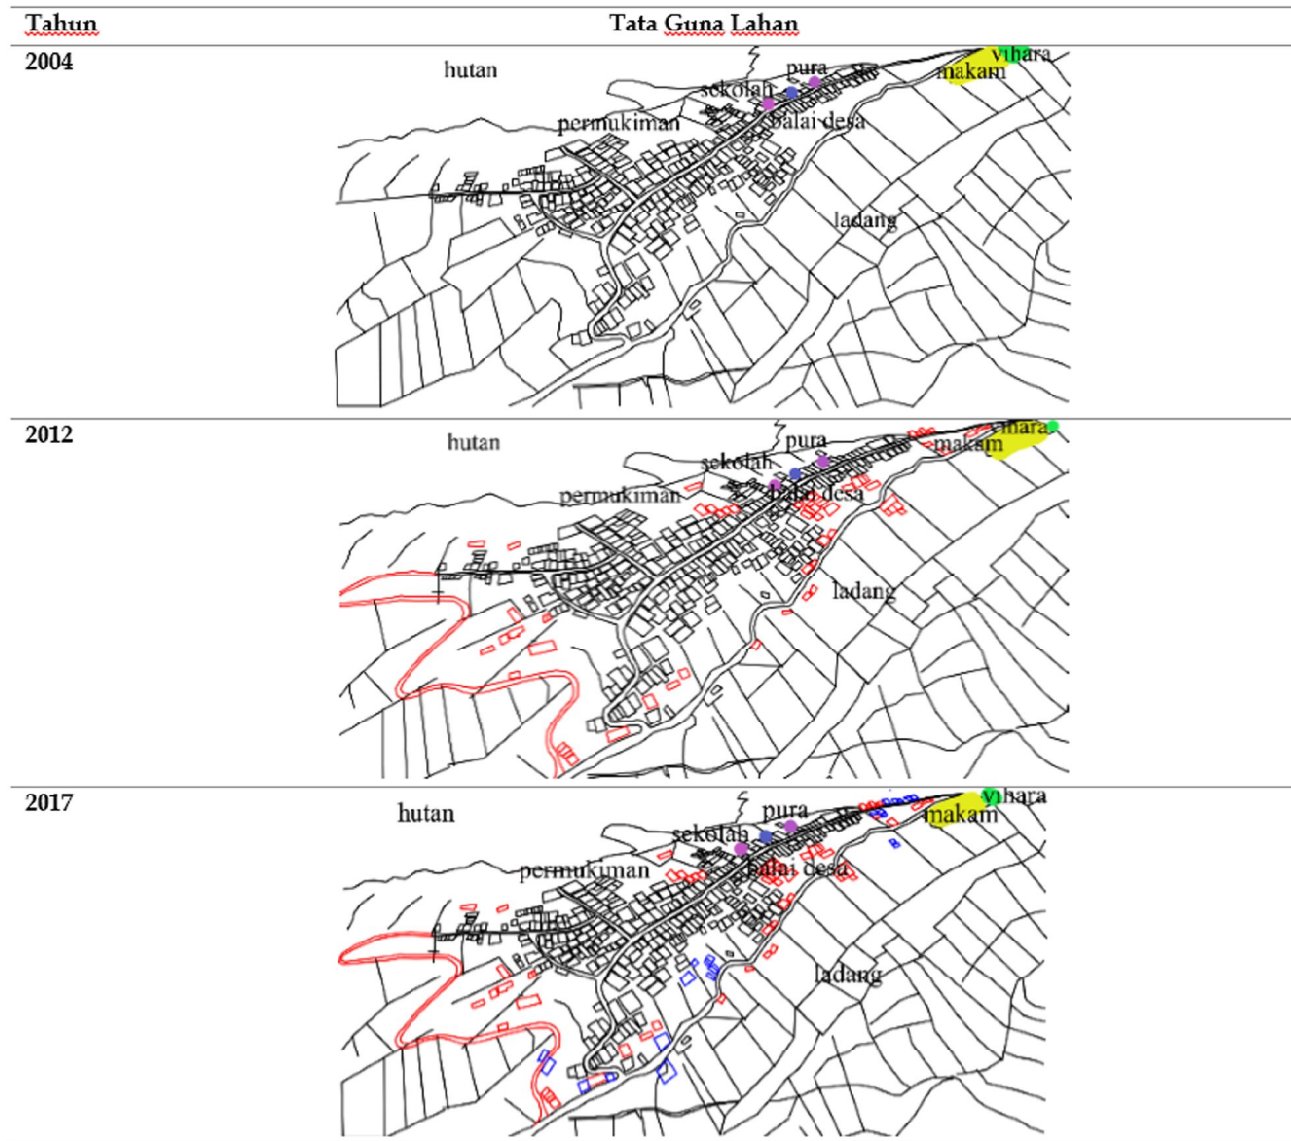 Tahun Tata Guna Lahan
2004
hutan
vihara
pura
makam
sekolah
permukiman
balai desa
ladang
2012
hutan
vihara
pura
makam
sekolah
permukiman
balai desa
ladang
2017
hutan
vihara
pura
makam
sekolah
permukiman
balai desa
ladang